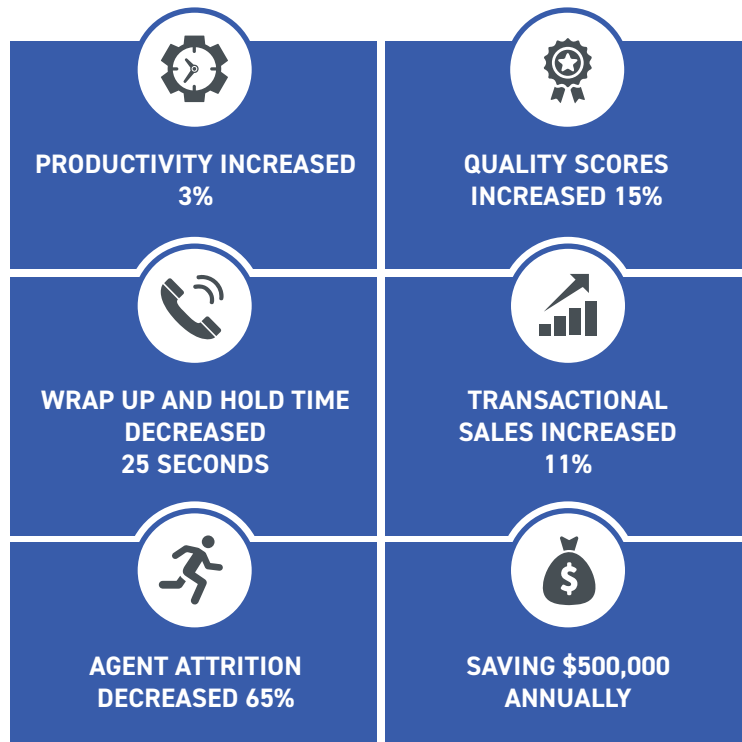 PRODUCTIVITY INCREASED
3%
QUALITY SCORES
INCREASED 15%
WRAP UP AND HOLD TIME
DECREASED
25 SECONDS
TRANSACTIONAL
SALES INCREASED
11%
AGENT ATTRITION
DECREASED 65%
$
SAVING $500,000
ANNUALLY